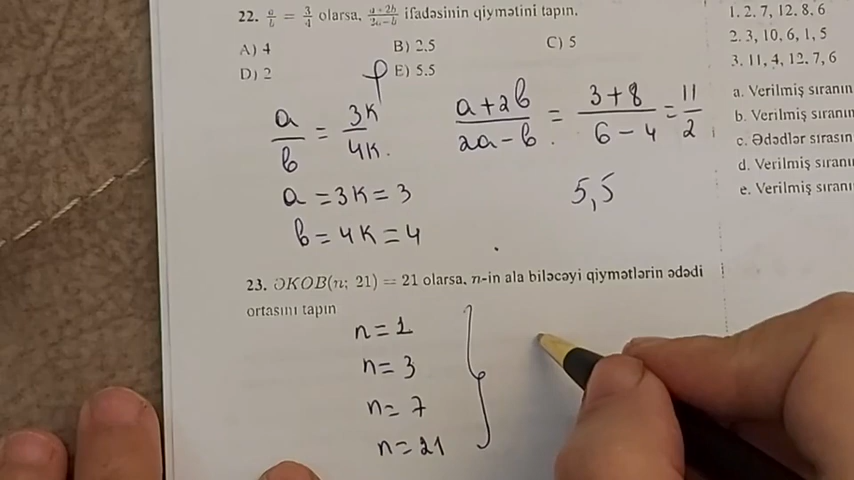 22. a/b = 3/4 olarsa, a+2b/2a-b ifadəsinin qiymətini tapın.
A) 4 B) 2.5 C) 5
D) 2 E) 5.5
a/b = 3k/4k.
a+2b/2a-b = 3+8/6-4 = 11/2
a = 3k = 3
b = 4k = 4
5,5
23. ƏKOB(n; 21) = 21 olarsa, n-in ala biləcəyi qiymətlərin ədədi
ortasını tapın
n = 1
n = 3
n = 7
n = 21
1. 2, 7, 12, 8, 6
2. 3, 10, 6, 1, 5
3. 11, 4, 12, 7, 6
a. Verilmiş sıranın
b. Verilmiş sıranın
c. Ədədlər sırasın
d. Verilmiş sıranı
e. Verilmiş sıranı